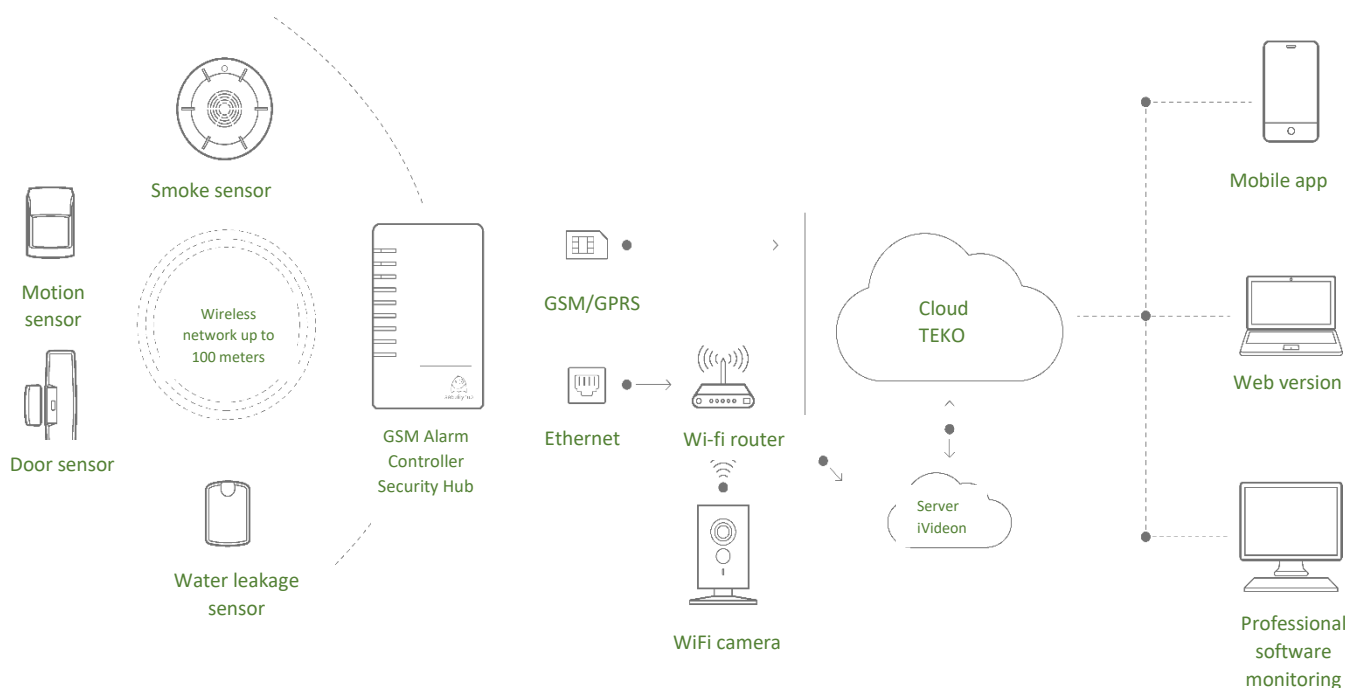 Smoke sensor
Motion
sensor
Wireless
network up to
100 meters
Door sensor
Water leakage
sensor
GSM Alarm
Controller
Security Hub
GSM/GPRS
Ethernet
Wi-fi router
WiFi camera
Cloud
TEKO
Server
iVideon
Mobile app
Web version
Professional
software
monitoring